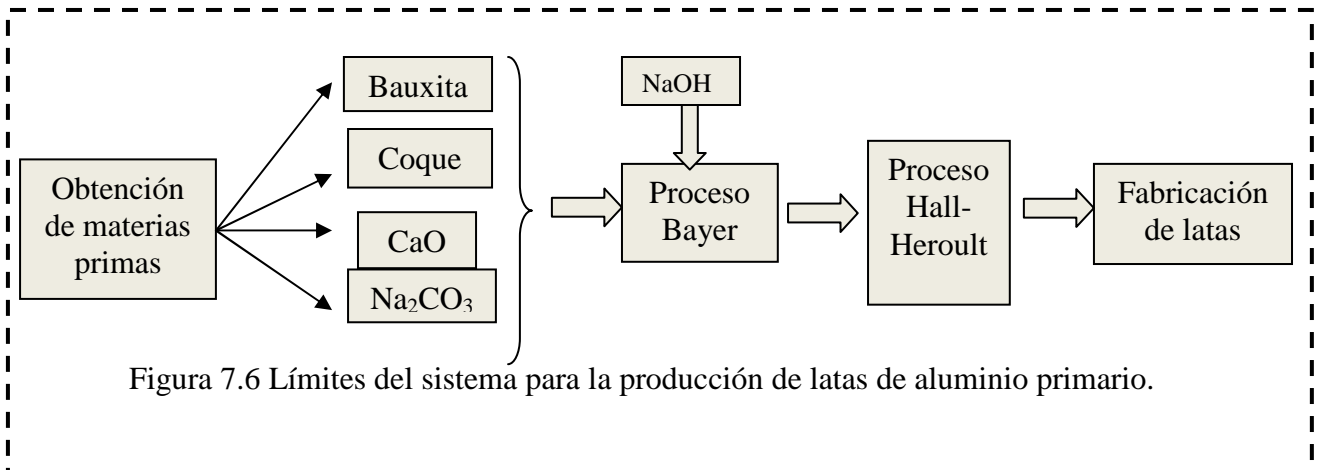 Obtención
de materias
primas
Bauxita
Coque
CaO
Na₂CO₃
NaOH
Proceso
Bayer
Proceso
Hall-
Heroult
Fabricación
de latas
Figura 7.6 Límites del sistema para la producción de latas de aluminio primario.